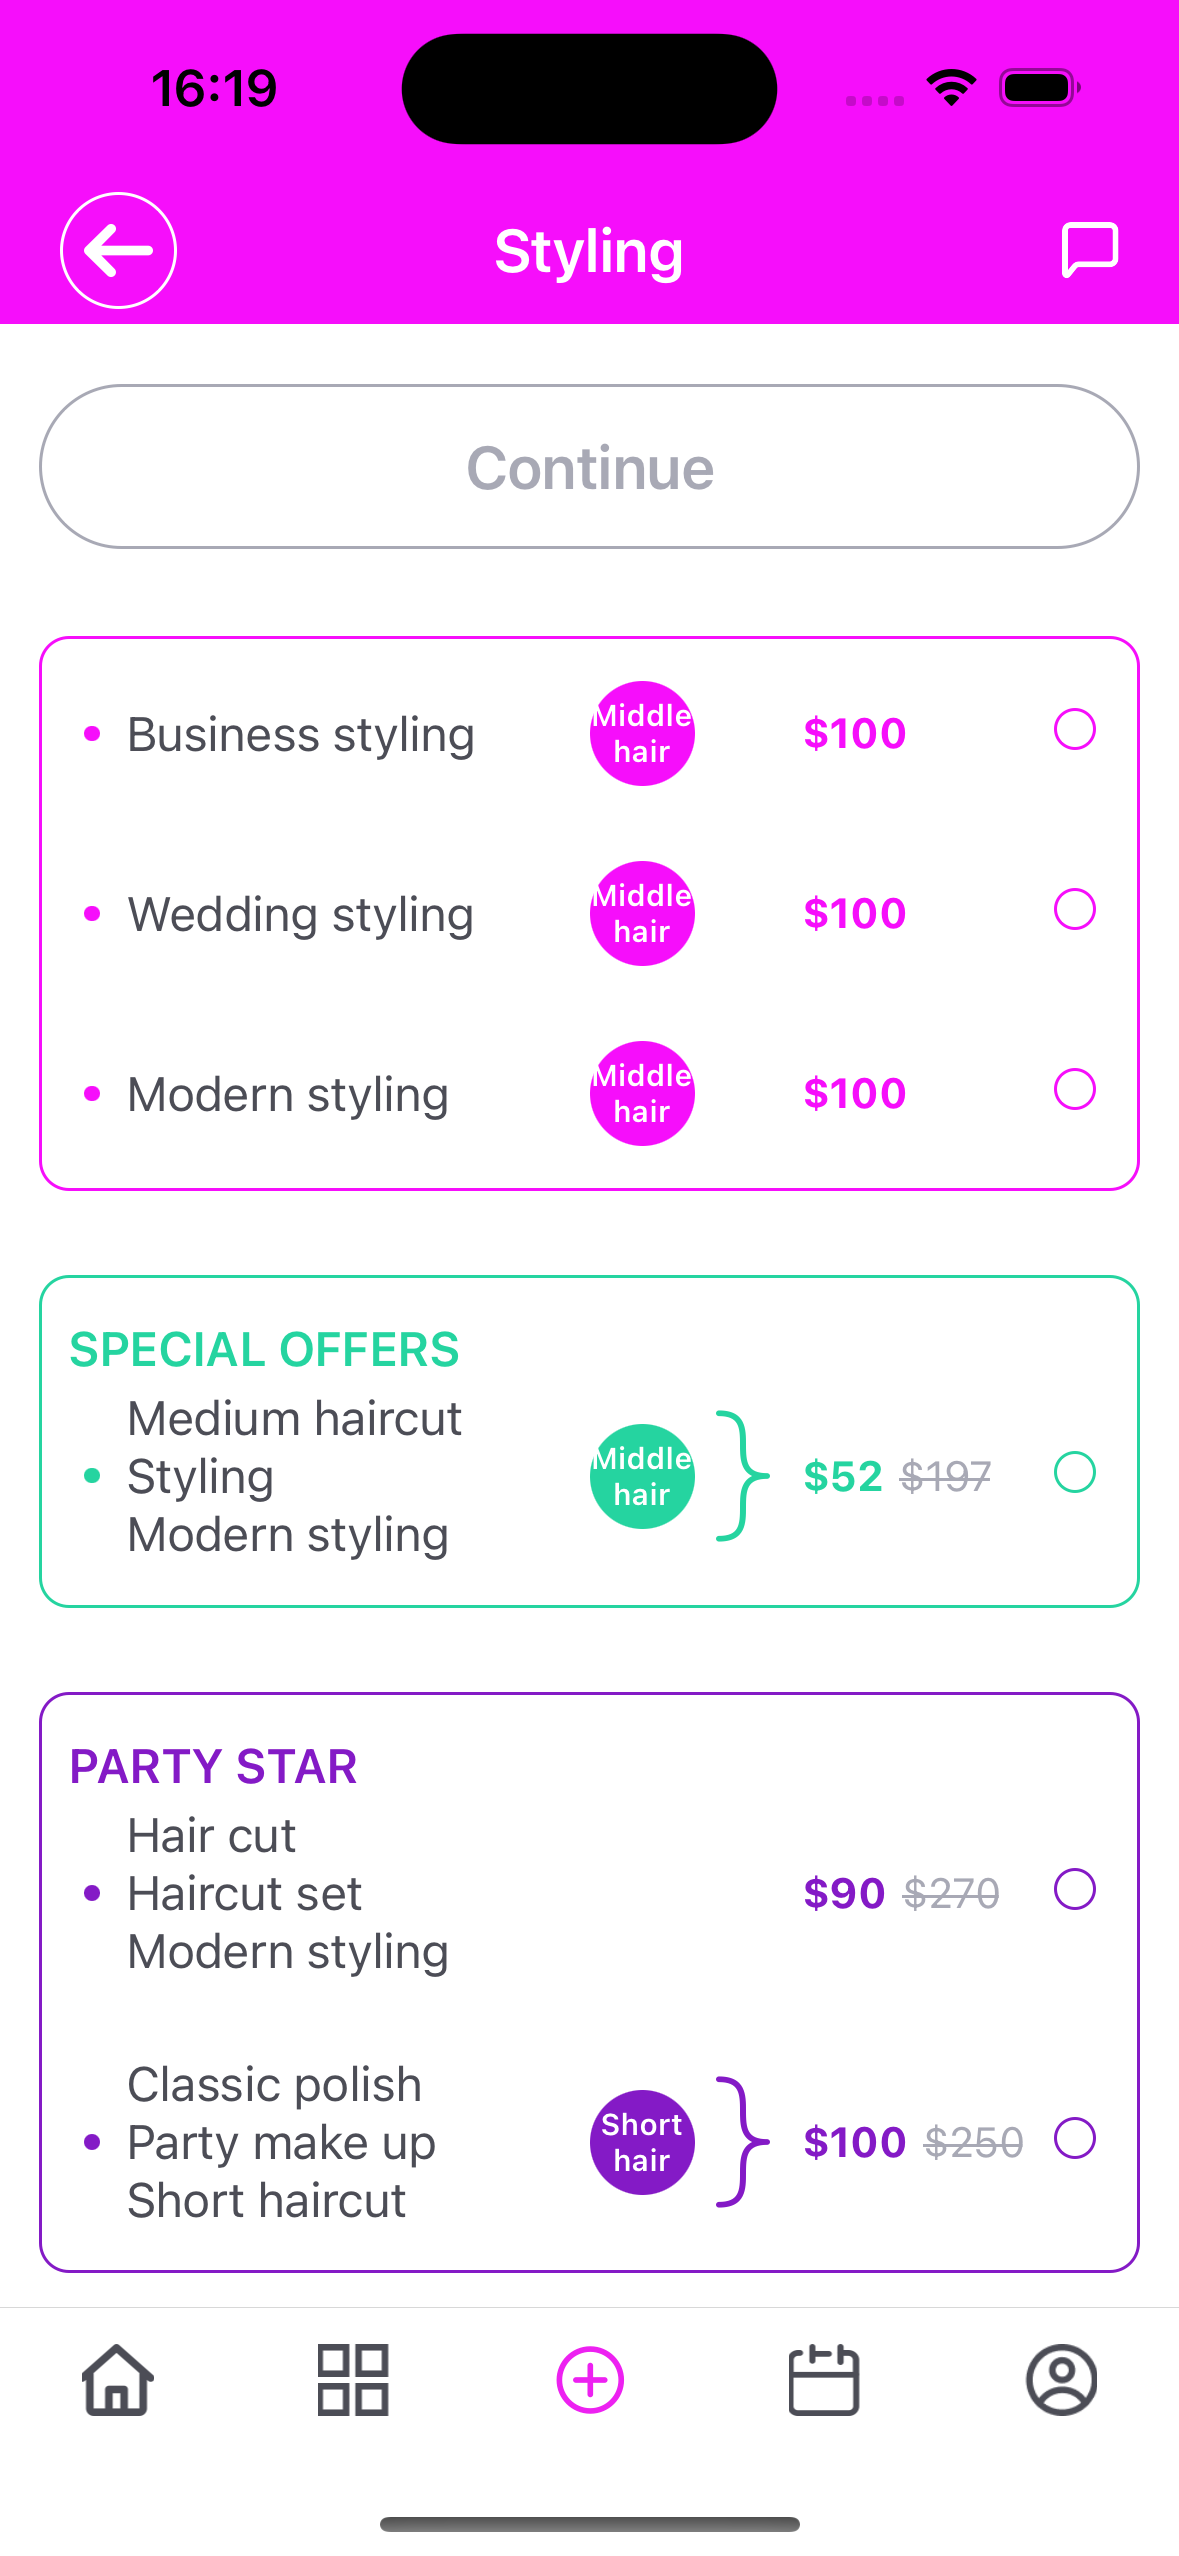 16:19
Styling
Continue
Business styling
Middle
hair
$100
Wedding styling
Middle
hair
$100
Modern styling
Middle
hair
$100
SPECIAL OFFERS
Medium haircut
Styling
Modern styling
Middle
hair
$52 $197
PARTY STAR
Hair cut
Haircut set
Modern styling
$90 $270
Classic polish
Party make up
Short haircut
Short
hair
$100 $250